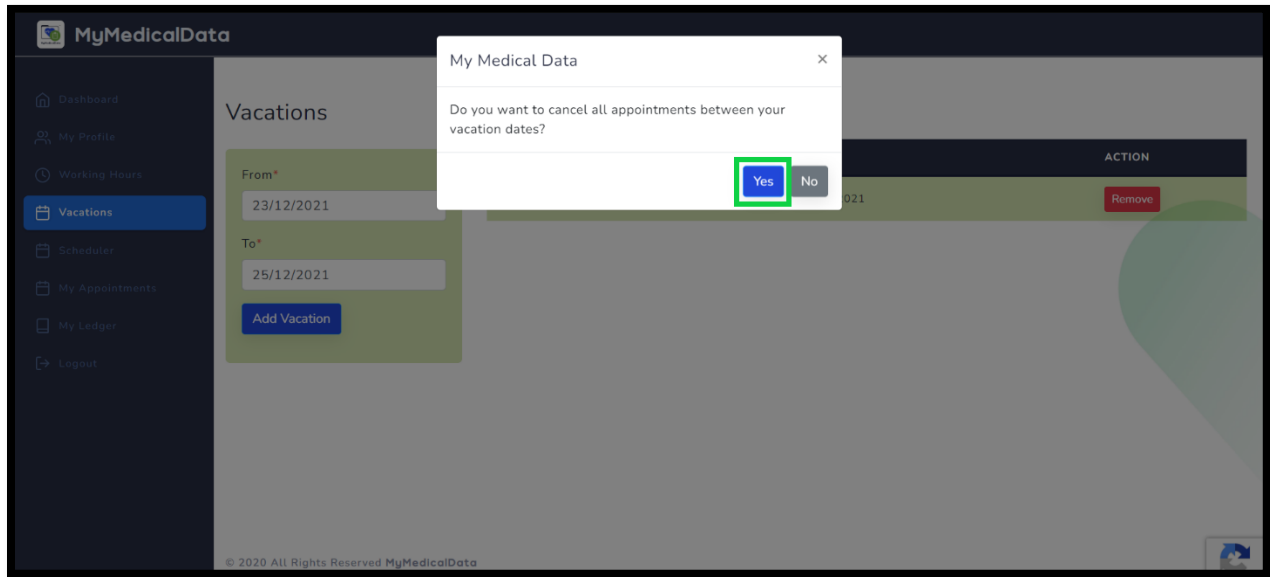 MyMedicalData
My Medical Data
×
Do you want to cancel all appointments between your
vacation dates?
Yes
No
Dashboard
My Profile
Working Hours
Vacations
Scheduler
My Appointments
My Ledger
Logout
Vacations
From*
23/12/2021
To*
25/12/2021
Add Vacation
ACTION
021
Remove
© 2020 All Rights Reserved MyMedicalData